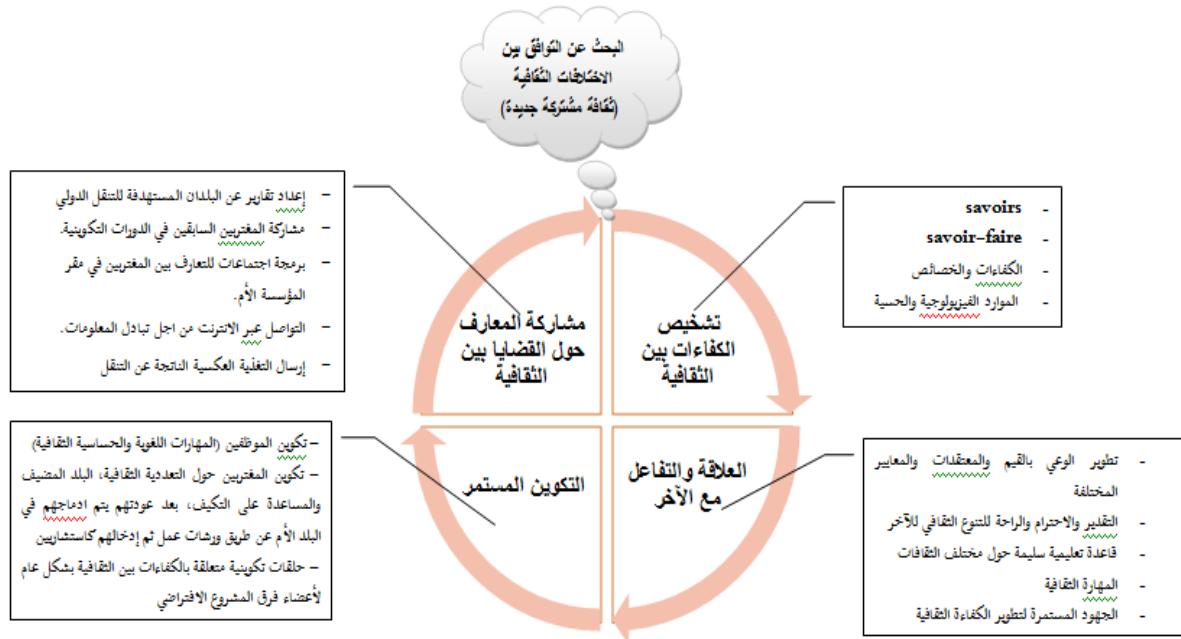 البحث عن التوافق بين
الاختلافات الثقافية
(ثقافة مشتركة جديدة)
- savoirs
- savoir-faire
- الكفاءات والخصائص
- الموارد الفيزيولوجية والحسية
تشخيص
الكفاءات بين
الثقافية
- إعداد تقارير عن البلدان المستهدفة للتنقل الدولي
- مشاركة المغتربين السابقين في الدورات التكوينية.
- برمجة اجتماعات للتعارف بين المغتربين في مقر
المؤسسة الأم.
- التواصل عبر الانترنت من اجل تبادل المعلومات.
- إرسال التغذية العكسية الناتجة عن التنقل
مشاركة المعارف
حول القضايا بين
الثقافية
العلاقة والتفاعل
مع الآخر
- تطوير الوعي بالقيم والمعتقدات والمعايير
المختلفة
- التقدير والاحترام والراحة للتنوع الثقافي للآخر
- قاعدة تعليمية سليمة حول مختلف الثقافات
- المهارة الثقافية
- الجهود المستمرة لتطوير الكفاءة الثقافية
التكوين المستمر
– تكوين الموظفين (المهارات اللغوية والحساسية الثقافية)
– تكوين المغتربين حول التعددية الثقافية، البلد المضيف
والمساعدة على التكيف، بعد عودتهم يتم ادماجهم في
البلد الأم عن طريق ورشات عمل ثم إدخالهم كاستشاريين
– حلقات تكوينية متعلقة بالكفاءات بين الثقافية بشكل عام
لأعضاء فرق المشروع الافتراضي